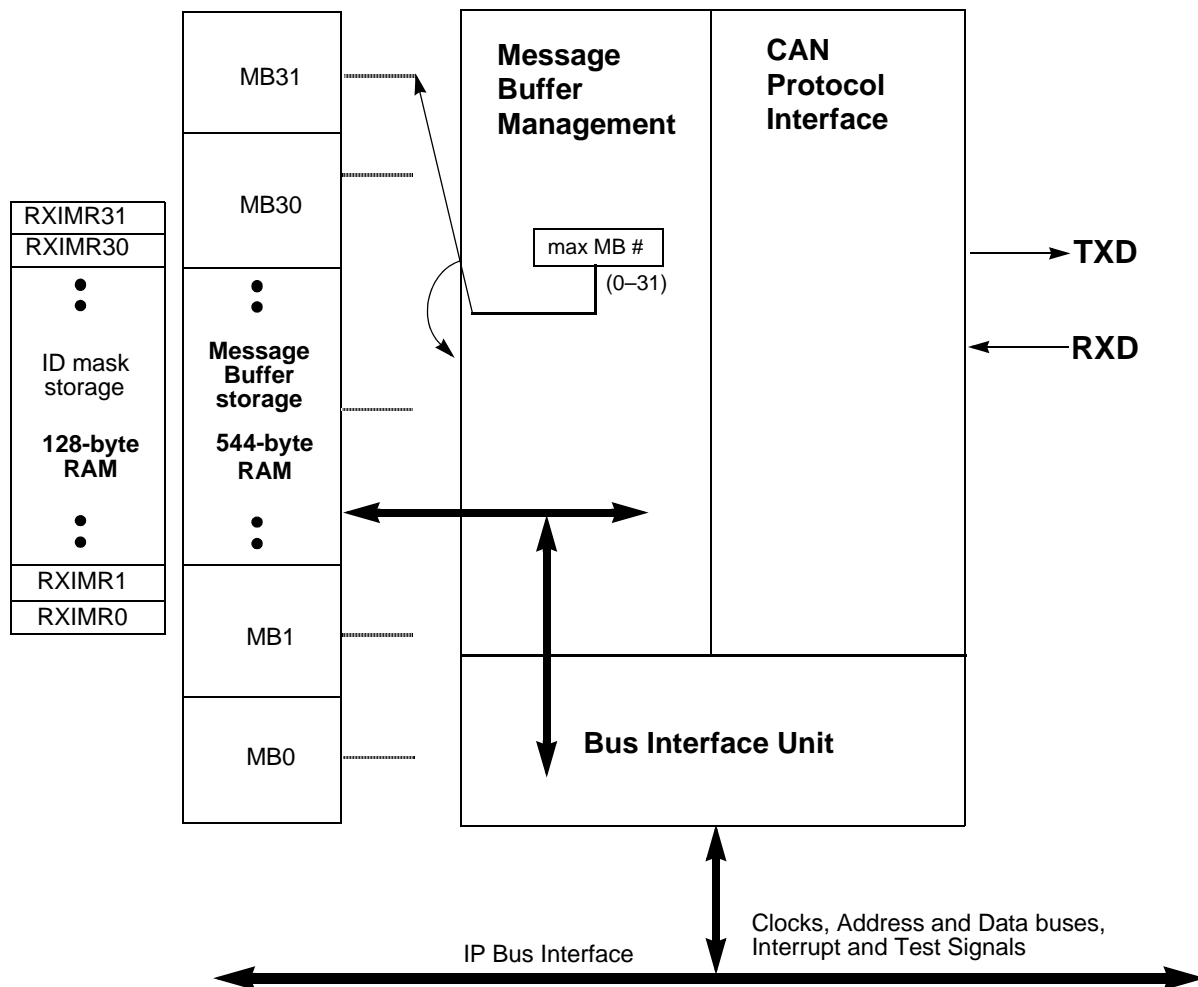 RXIMR31
RXIMR30
ID mask
storage
128-byte
RAM
RXIMR1
RXIMR0
MB31
MB30
Message
Buffer
storage
544-byte
RAM
MB1
MB0
Message
Buffer
Management
max MB #
(0–31)
CAN
Protocol
Interface
TXD
RXD
Bus Interface Unit
Clocks, Address and Data buses,
Interrupt and Test Signals
IP Bus Interface